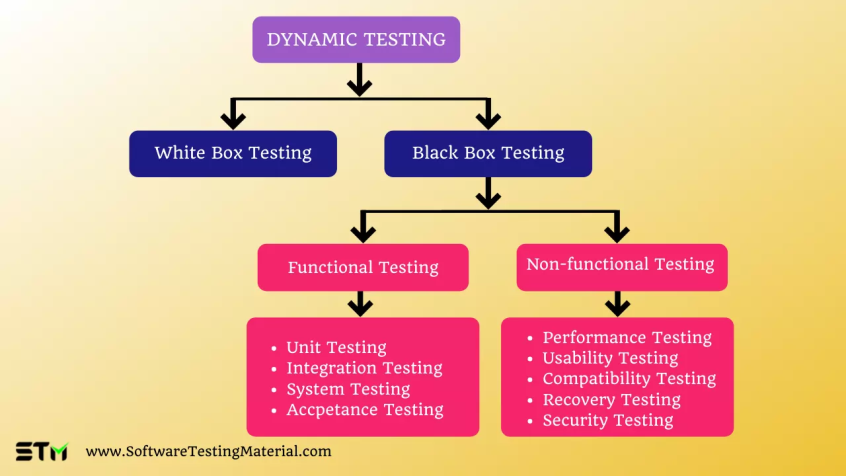 DYNAMIC TESTING
White Box Testing
Black Box Testing
Functional Testing
Non-functional Testing
• Unit Testing
• Integration Testing
• System Testing
• Accpetance Testing
• Performance Testing
• Usability Testing
• Compatibility Testing
• Recovery Testing
• Security Testing
STM
www.SoftwareTestingMaterial.com